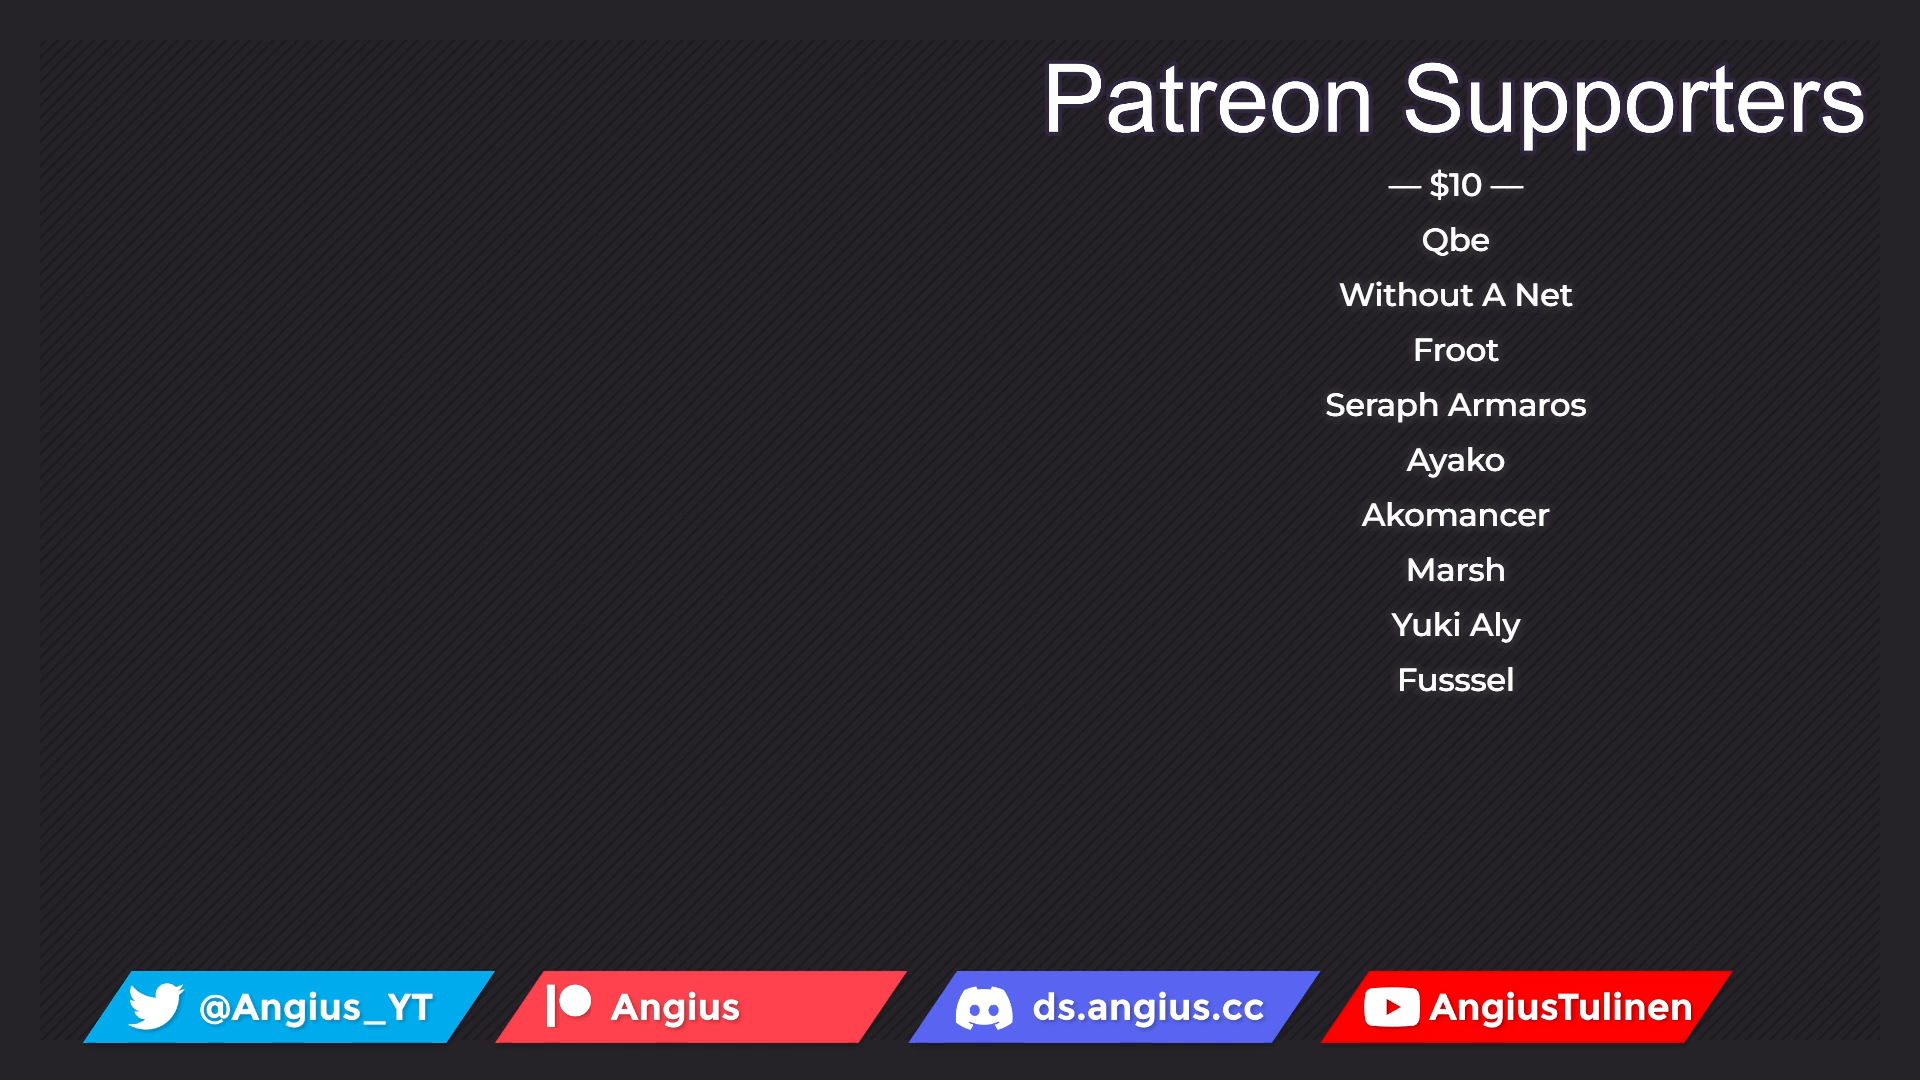 Patreon Supporters
— $10 —
Qbe
Without A Net
Froot
Seraph Armaros
Ayako
Akomancer
Marsh
Yuki Aly
Fusssel
@Angius_YT
Angius
ds.angius.cc
AngiusTulinen